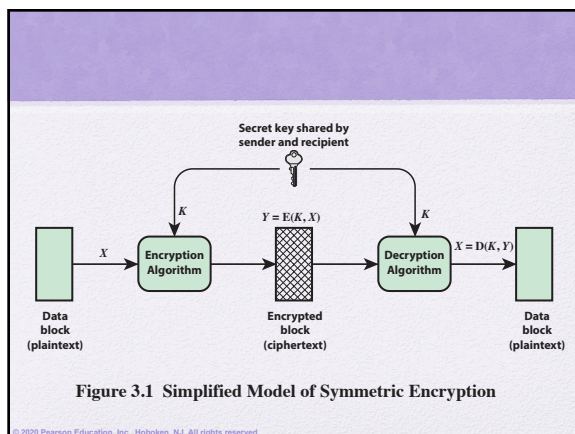 Secret key shared by
sender and recipient
K
K
Y = E(K, X)
X
Encryption
Algorithm
Decryption
Algorithm
X = D(K, Y)
Data
block
(plaintext)
Encrypted
block
(ciphertext)
Data
block
(plaintext)
Figure 3.1 Simplified Model of Symmetric Encryption
© 2020 Pearson Education, Inc., Hoboken, NJ. All rights reserved.